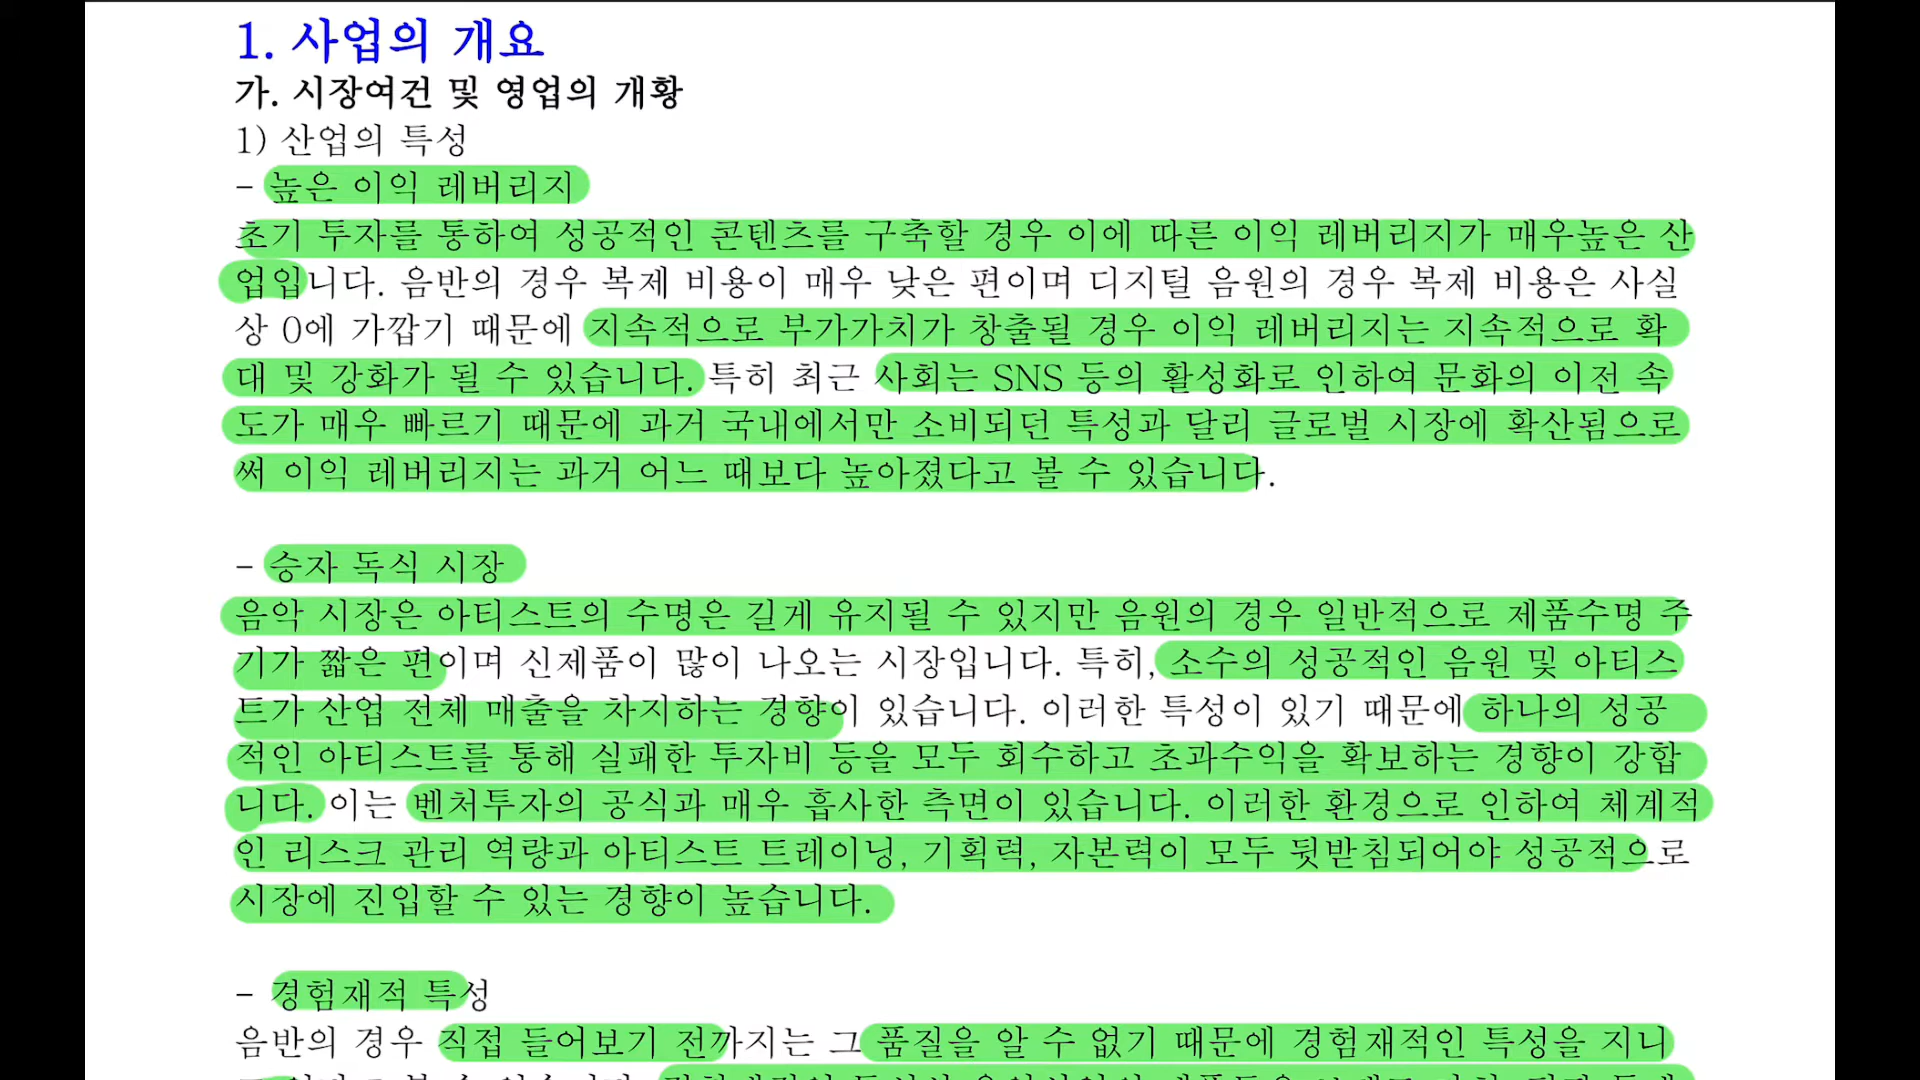 1. 사업의 개요
가. 시장여건 및 영업의 개황
1) 산업의 특성
- 높은 이익 레버리지
초기 투자를 통하여 성공적인 콘텐츠를 구축할 경우 이에 따른 이익 레버리지가 매우높은 산
업입니다. 음반의 경우 복제 비용이 매우 낮은 편이며 디지털 음원의 경우 복제 비용은 사실
상 0에 가깝기 때문에 지속적으로 부가가치가 창출될 경우 이익 레버리지는 지속적으로 확
대 및 강화가 될 수 있습니다. 특히 최근 사회는 SNS 등의 활성화로 인하여 문화의 이전 속
도가 매우 빠르기 때문에 과거 국내에서만 소비되던 특성과 달리 글로벌 시장에 확산됨으로
써 이익 레버리지는 과거 어느 때보다 높아졌다고 볼 수 있습니다.
- 승자 독식 시장
음악 시장은 아티스트의 수명은 길게 유지될 수 있지만 음원의 경우 일반적으로 제품수명 주
기가 짧은 편이며 신제품이 많이 나오는 시장입니다. 특히, 소수의 성공적인 음원 및 아티스
트가 산업 전체 매출을 차지하는 경향이 있습니다. 이러한 특성이 있기 때문에 하나의 성공
적인 아티스트를 통해 실패한 투자비 등을 모두 회수하고 초과수익을 확보하는 경향이 강합
니다. 이는 벤처투자의 공식과 매우 흡사한 측면이 있습니다. 이러한 환경으로 인하여 체계적
인 리스크 관리 역량과 아티스트 트레이닝, 기획력, 자본력이 모두 뒷받침되어야 성공적으로
시장에 진입할 수 있는 경향이 높습니다.
- 경험재적 특성
음반의 경우 직접 들어보기 전까지는 그 품질을 알 수 없기 때문에 경험재적인 특성을 지니